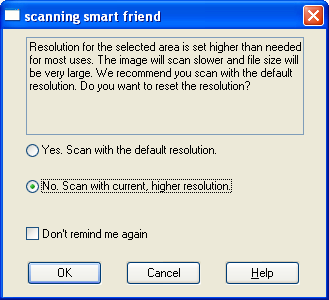 scanning smart friend
Resolution for the selected area is set higher than needed
for most uses. The image will scan slower and file size will
be very large. We recommend you scan with the default
resolution. Do you want to reset the resolution?
Yes. Scan with the default resolution.
No. Scan with current, higher resolution.
Don't remind me again
OK
Cancel
Help